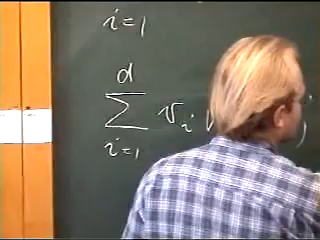 i=1
d
∑ v_i
i=1